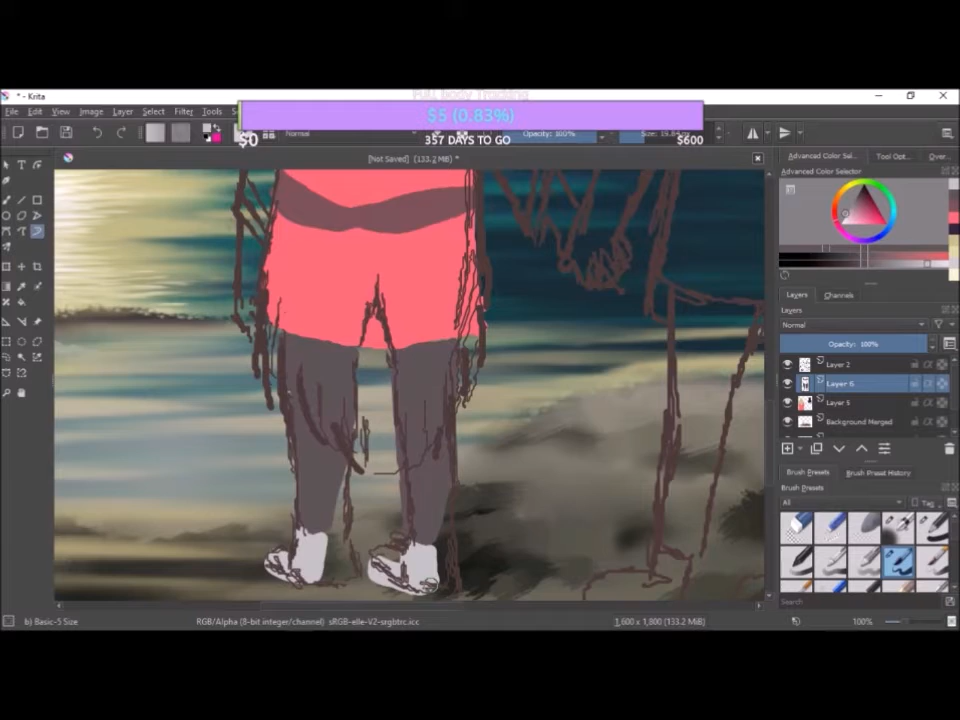 Full Body Tracking
* - Krita
$5 (0.83%)
File Edit View Image Layer Select Filter Tools
$0 357 DAYS TO GO $600
Normal Opacity: 100%
[Not Saved] (133.2 MiB) *
Advanced Color Sel... Tool Opt... Over...
Advanced Color Selector
Layers Channels
Layers
Normal
Opacity: 100%
Layer 2
Layer 6
Layer 5
Background Merged
Brush Presets Brush Preset History
Brush Presets
All Tag
Search
b) Basic-5 Size RGB/Alpha (8-bit integer/channel) sRGB-elle-V2-srgbtrc.icc 1,600 x 1,800 (133.2 MiB) 100%